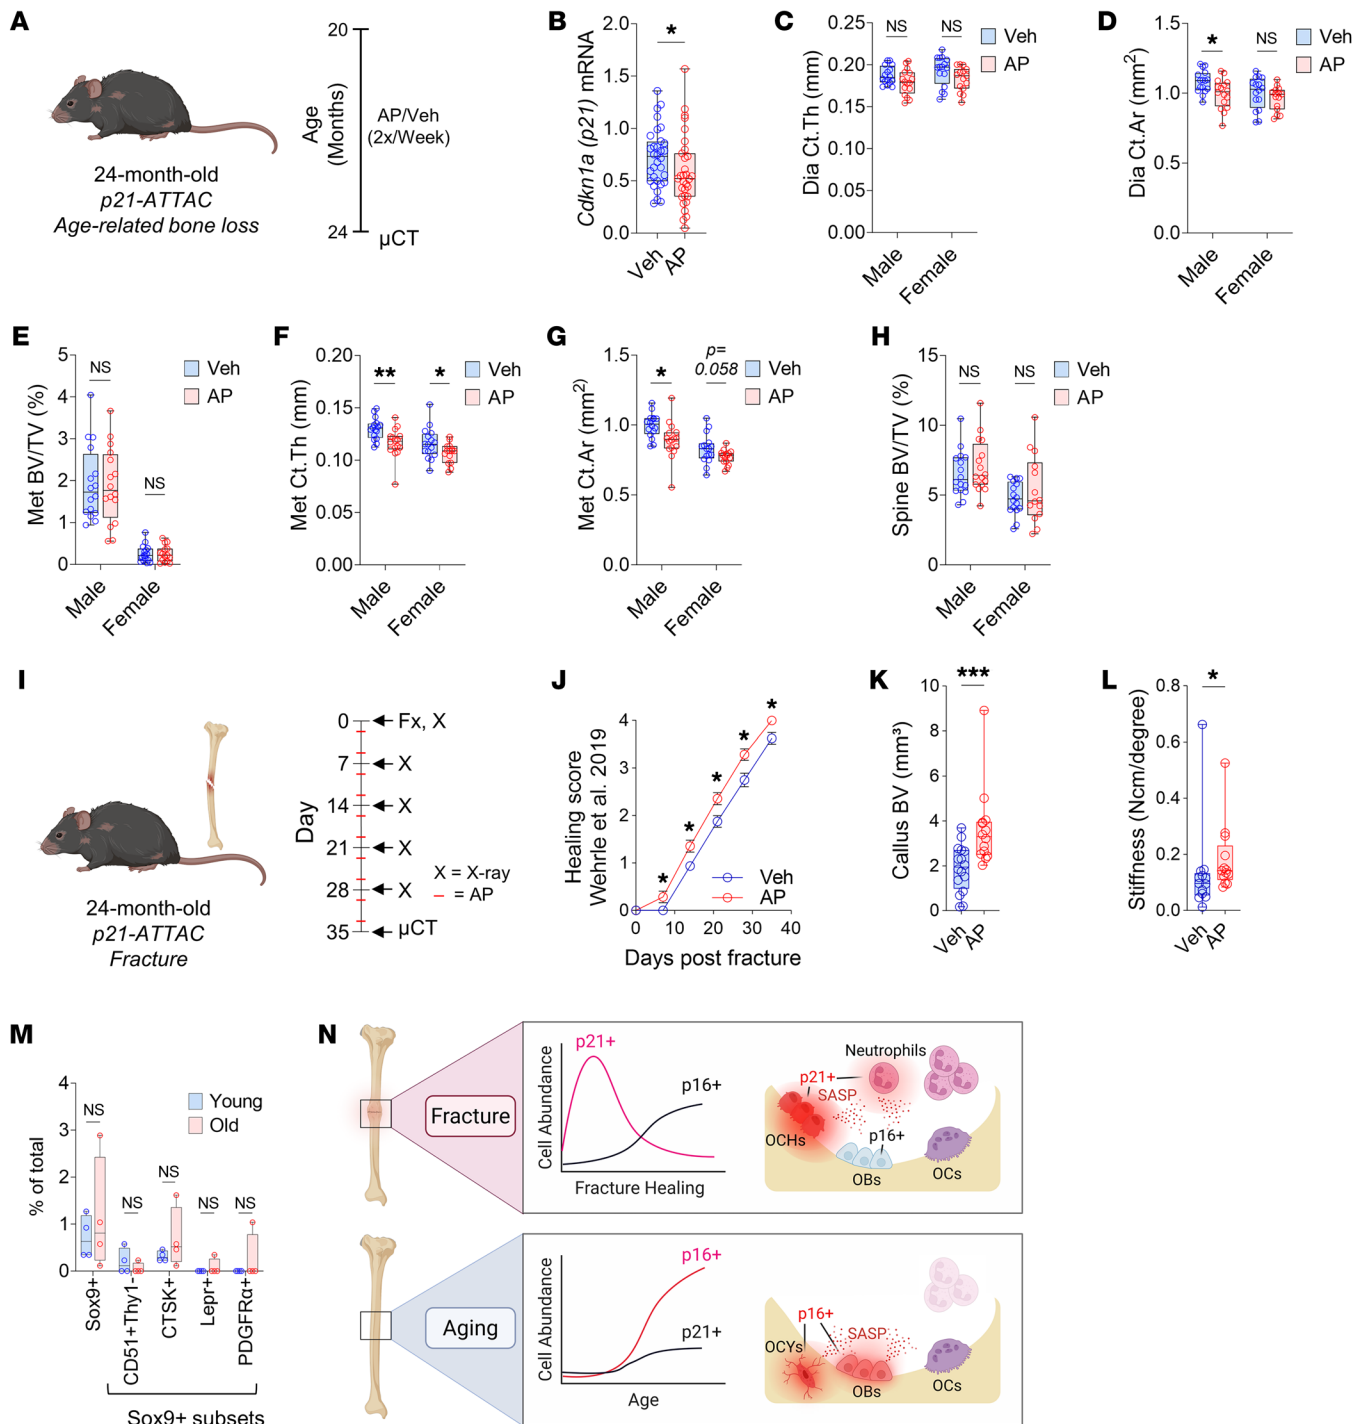 A
24-month-old
p21-ATTAC
Age-related bone loss
20
Age
(Months)
AP/Veh
(2x/Week)
24
µCT
B
Cdkn1a (p21) mRNA
2.0
1.5
1.0
0.5
0.0
*
Veh
AP
C
Dia Ct.Th (mm)
0.25
0.20
0.15
0.10
0.05
0.00
NS
NS
Veh
AP
Male
Female
D
Dia Ct.Ar (mm²)
1.5
1.0
0.5
0.0
*
NS
Veh
AP
Male
Female
E
Met BV/TV (%)
5
4
3
2
1
0
NS
NS
Veh
AP
Male
Female
F
Met Ct.Th (mm)
0.20
0.15
0.10
0.05
0.00
**
*
Veh
AP
Male
Female
G
Met Ct.Ar (mm²)
1.5
1.0
0.5
0.0
*
p=
0.058
Veh
AP
Male
Female
H
Spine BV/TV (%)
15
10
5
0
NS
NS
Veh
AP
Male
Female
I
24-month-old
p21-ATTAC
Fracture
Day
0
Fx, X
7
X
14
X
21
X
28
X
35
µCT
X = X-ray
= AP
J
Healing score
Wehrle et al. 2019
4
3
2
1
0
*
*
*
*
*
Veh
AP
0
10
20
30
40
Days post fracture
K
Callus BV (mm³)
10
8
6
4
2
0
***
Veh
AP
L
Stiffness (Ncm/degree)
0.8
0.6
0.4
0.2
0.0
*
Veh
AP
M
% of total
4
3
2
1
0
NS
NS
NS
NS
NS
Young
Old
Sox9+
CD51+Thy1-
CTSK+
Lepr+
PDGFRα+
Sox9+ subsets
N
Fracture
Cell Abundance
p21+
p16+
Fracture Healing
Neutrophils
p21+
SASP
OCHs
p16+
OBs
OCs
Aging
Cell Abundance
p16+
p21+
Age
p16+
SASP
OCYs
OBs
OCs